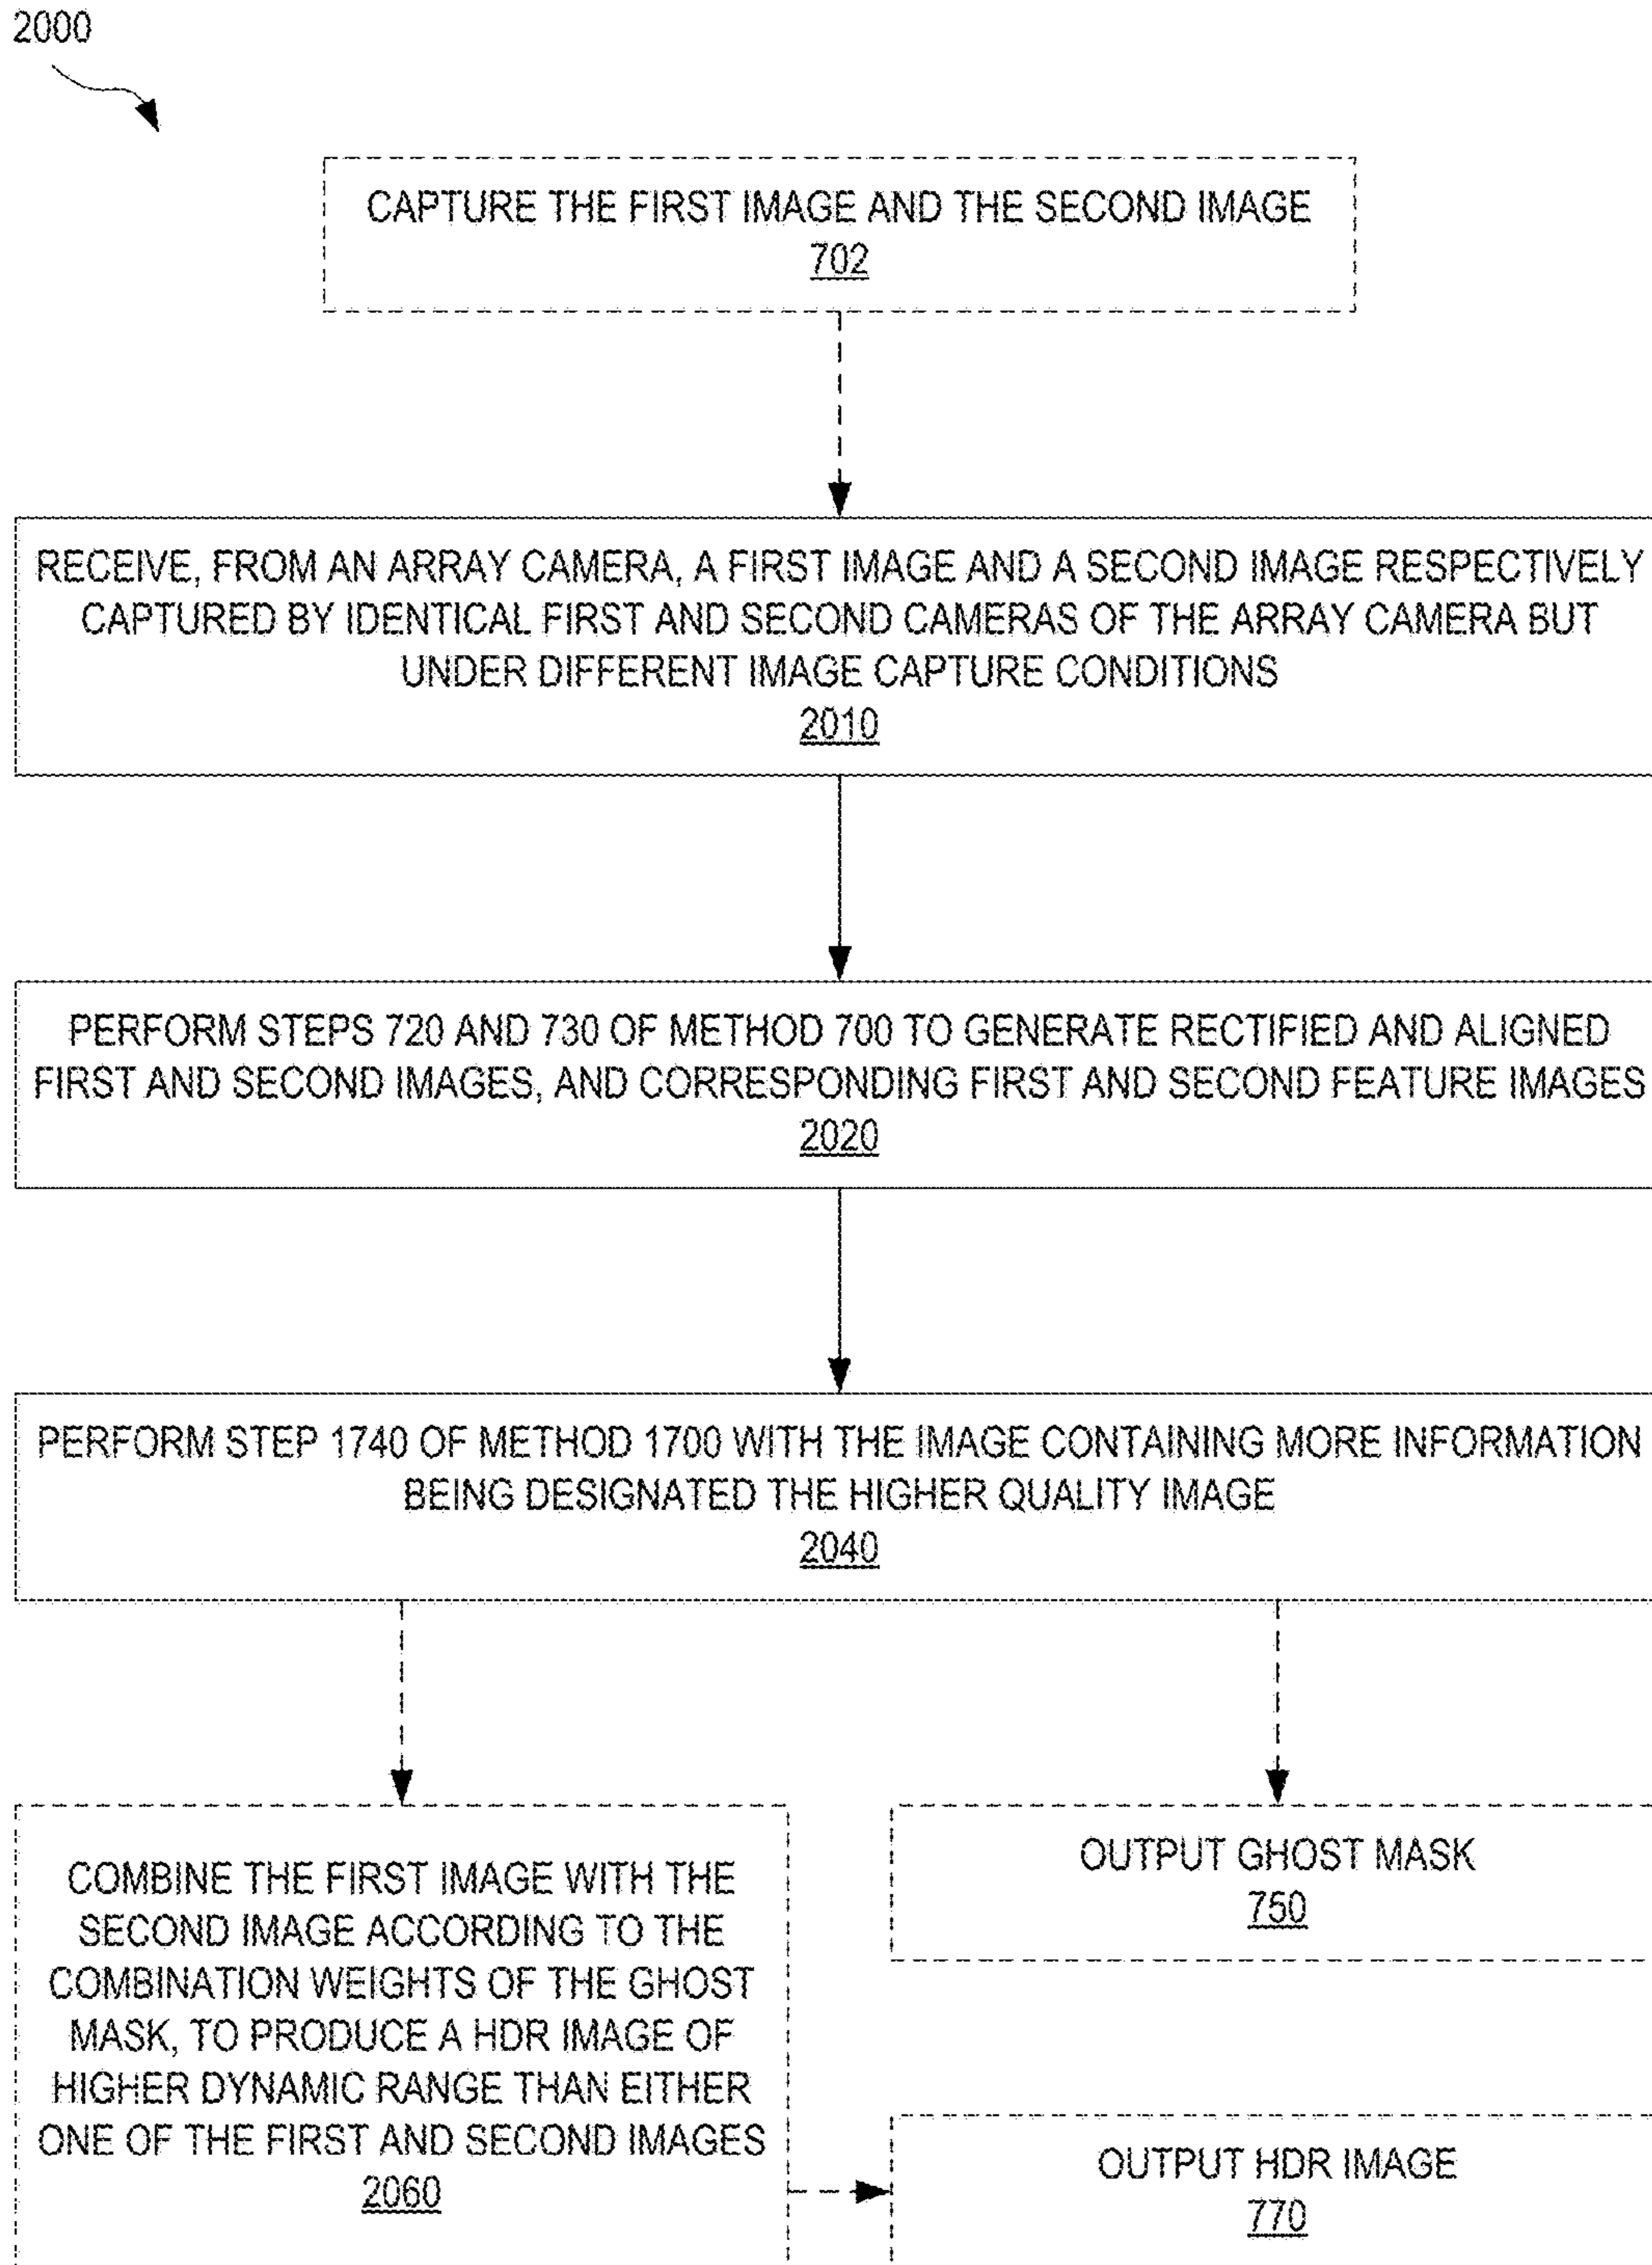 2000
CAPTURE THE FIRST IMAGE AND THE SECOND IMAGE
702
RECEIVE, FROM AN ARRAY CAMERA, A FIRST IMAGE AND A SECOND IMAGE RESPECTIVELY
CAPTURED BY IDENTICAL FIRST AND SECOND CAMERAS OF THE ARRAY CAMERA BUT
UNDER DIFFERENT IMAGE CAPTURE CONDITIONS
2010
PERFORM STEPS 720 AND 730 OF METHOD 700 TO GENERATE RECTIFIED AND ALIGNED
FIRST AND SECOND IMAGES, AND CORRESPONDING FIRST AND SECOND FEATURE IMAGES
2020
PERFORM STEP 1740 OF METHOD 1700 WITH THE IMAGE CONTAINING MORE INFORMATION
BEING DESIGNATED THE HIGHER QUALITY IMAGE
2040
COMBINE THE FIRST IMAGE WITH THE
SECOND IMAGE ACCORDING TO THE
COMBINATION WEIGHTS OF THE GHOST
MASK, TO PRODUCE A HDR IMAGE OF
HIGHER DYNAMIC RANGE THAN EITHER
ONE OF THE FIRST AND SECOND IMAGES
2060
OUTPUT GHOST MASK
750
OUTPUT HDR IMAGE
770